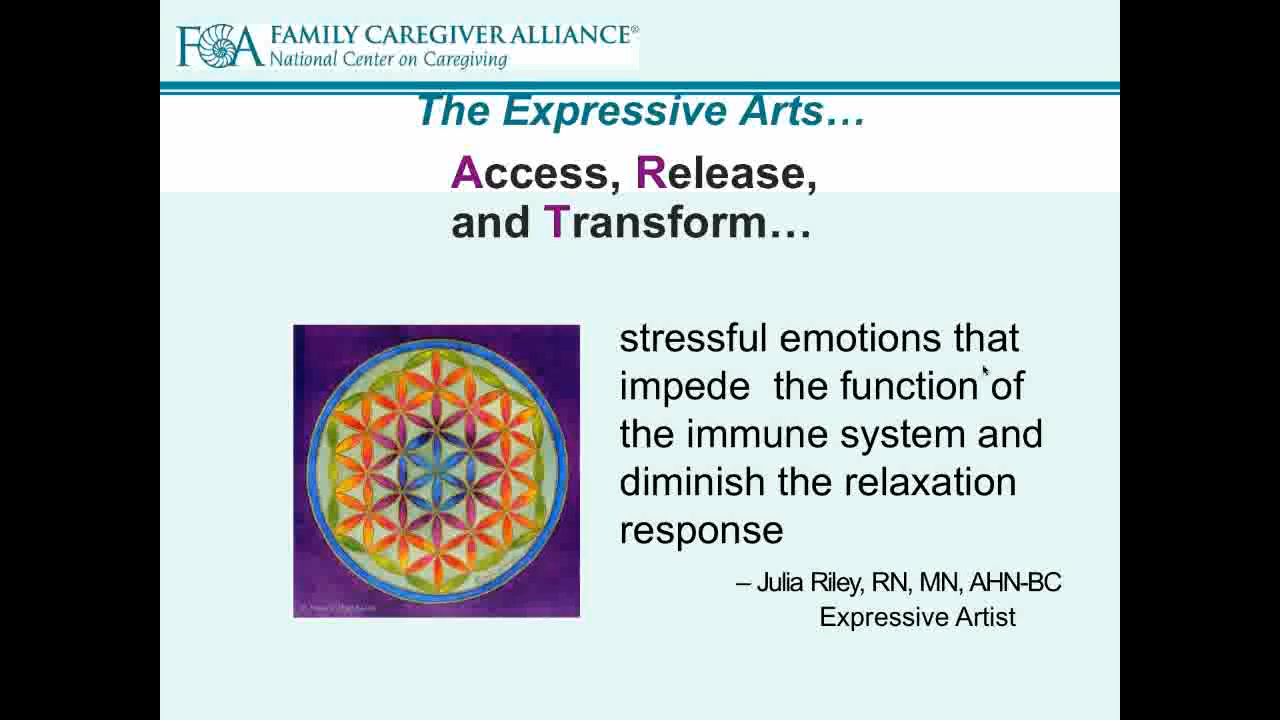 FCA FAMILY CAREGIVER ALLIANCE®
National Center on Caregiving
The Expressive Arts…
Access, Release,
and Transform…
stressful emotions that
impede the function of
the immune system and
diminish the relaxation
response
– Julia Riley, RN, MN, AHN-BC
Expressive Artist